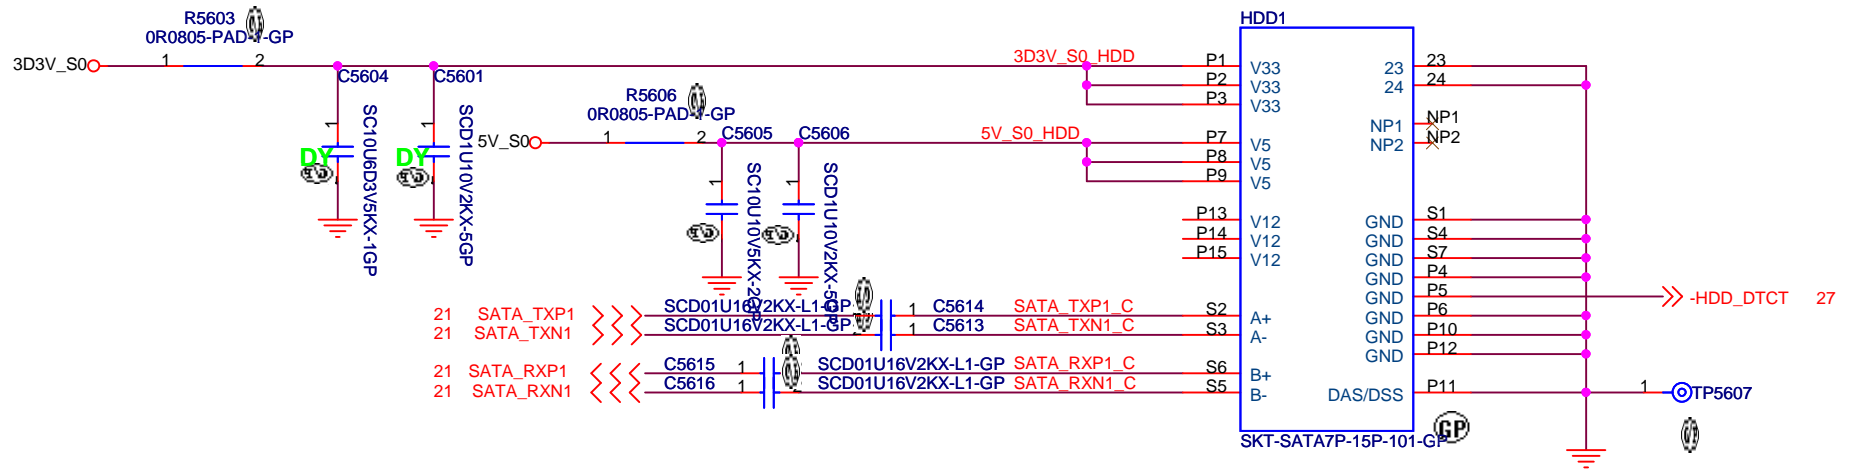 R5603
0R0805-PAD-1-GP
3D3V_S0
1
2
C5604
C5601
SC10U6D3V5KX-1GP
1
DY
SCD1U10V2KX-5GP
1
DY
R5606
0R0805-PAD-1-GP
5V_S0
1
2
C5605
C5606
SC10U10V5KX-2GP
1
SCD1U10V2KX-5GP
1
3D3V_S0_HDD
5V_S0_HDD
HDD1
P1 V33
P2 V33
P3 V33
P7 V5
P8 V5
P9 V5
P13 V12
P14 V12
P15 V12
S2 A+
S3 A-
S6 B+
S5 B-
23 23
24 24
NP1 NP1
NP2 NP2
GND S1
GND S4
GND S7
GND P4
GND P5
GND P6
GND P10
GND P12
DAS/DSS P11
SKT-SATA7P-15P-101-GP
GP
-HDD_DTCT 27
1 TP5607
21 SATA_TXP1 SCD01U16V2KX-L1-GP 1 C5614 SATA_TXP1_C
21 SATA_TXN1 SCD01U16V2KX-L1-GP 1 C5613 SATA_TXN1_C
21 SATA_RXP1 C5615 1 SCD01U16V2KX-L1-GP SATA_RXP1_C
21 SATA_RXN1 C5616 1 SCD01U16V2KX-L1-GP SATA_RXN1_C